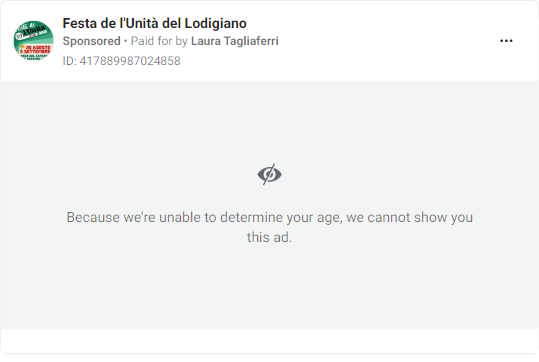 Festa de l'Unità del Lodigiano
Sponsored • Paid for by Laura Tagliaferri
ID: 417889987024858
Because we're unable to determine your age, we cannot show you
this ad.